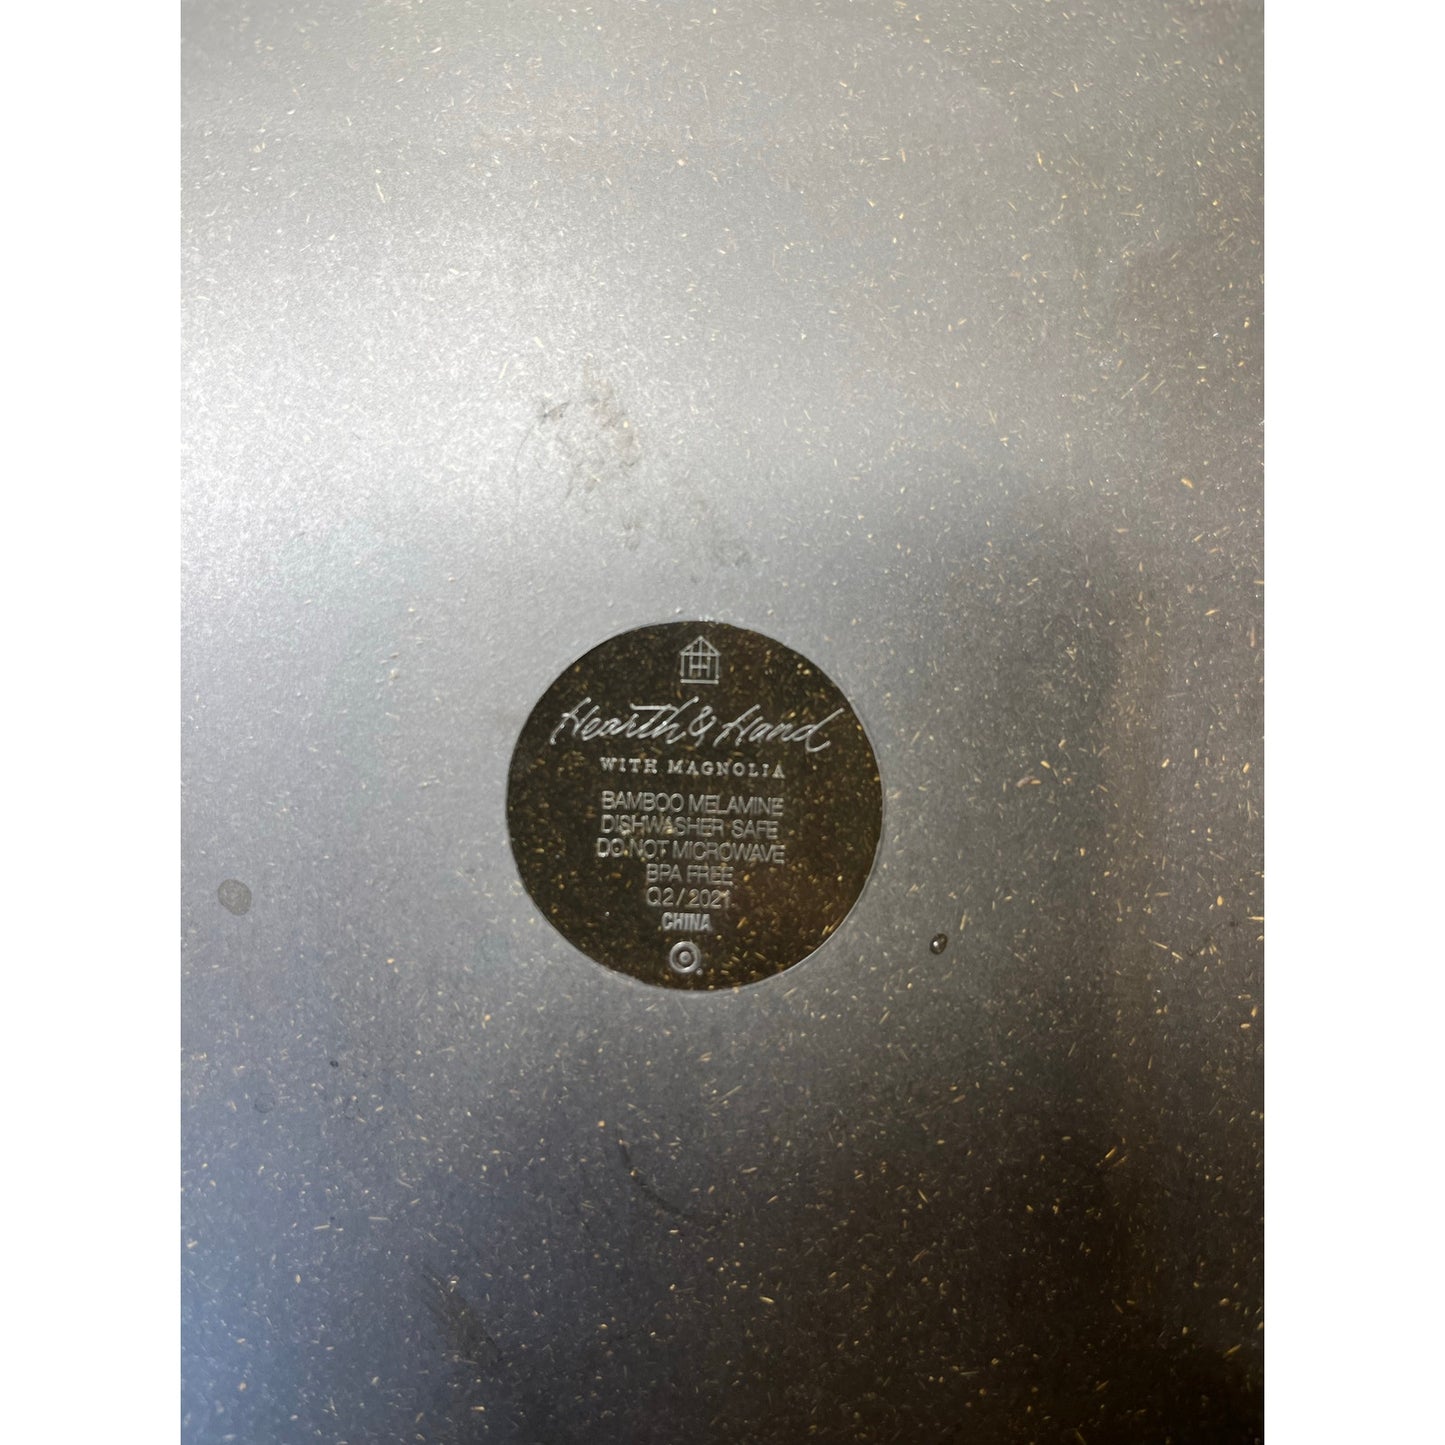 Hearth & Hand
WITH MAGNOLIA
BAMBOO MELAMINE
DISHWASHER SAFE
DO NOT MICROWAVE
BPA FREE
Q2 / 2021
CHINA